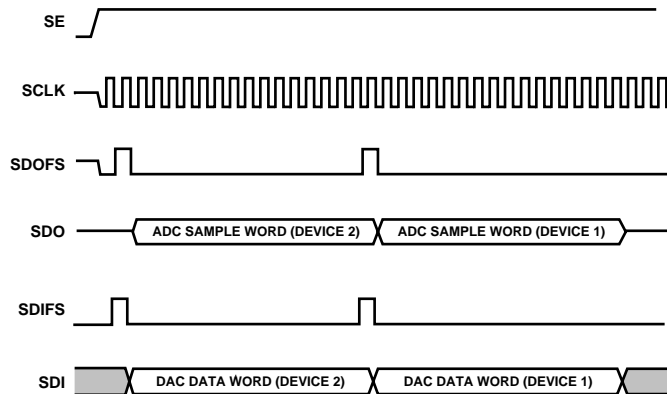 SE
SCLK
SDOFS
SDO
ADC SAMPLE WORD (DEVICE 2)
ADC SAMPLE WORD (DEVICE 1)
SDIFS
SDI
DAC DATA WORD (DEVICE 2)
DAC DATA WORD (DEVICE 1)